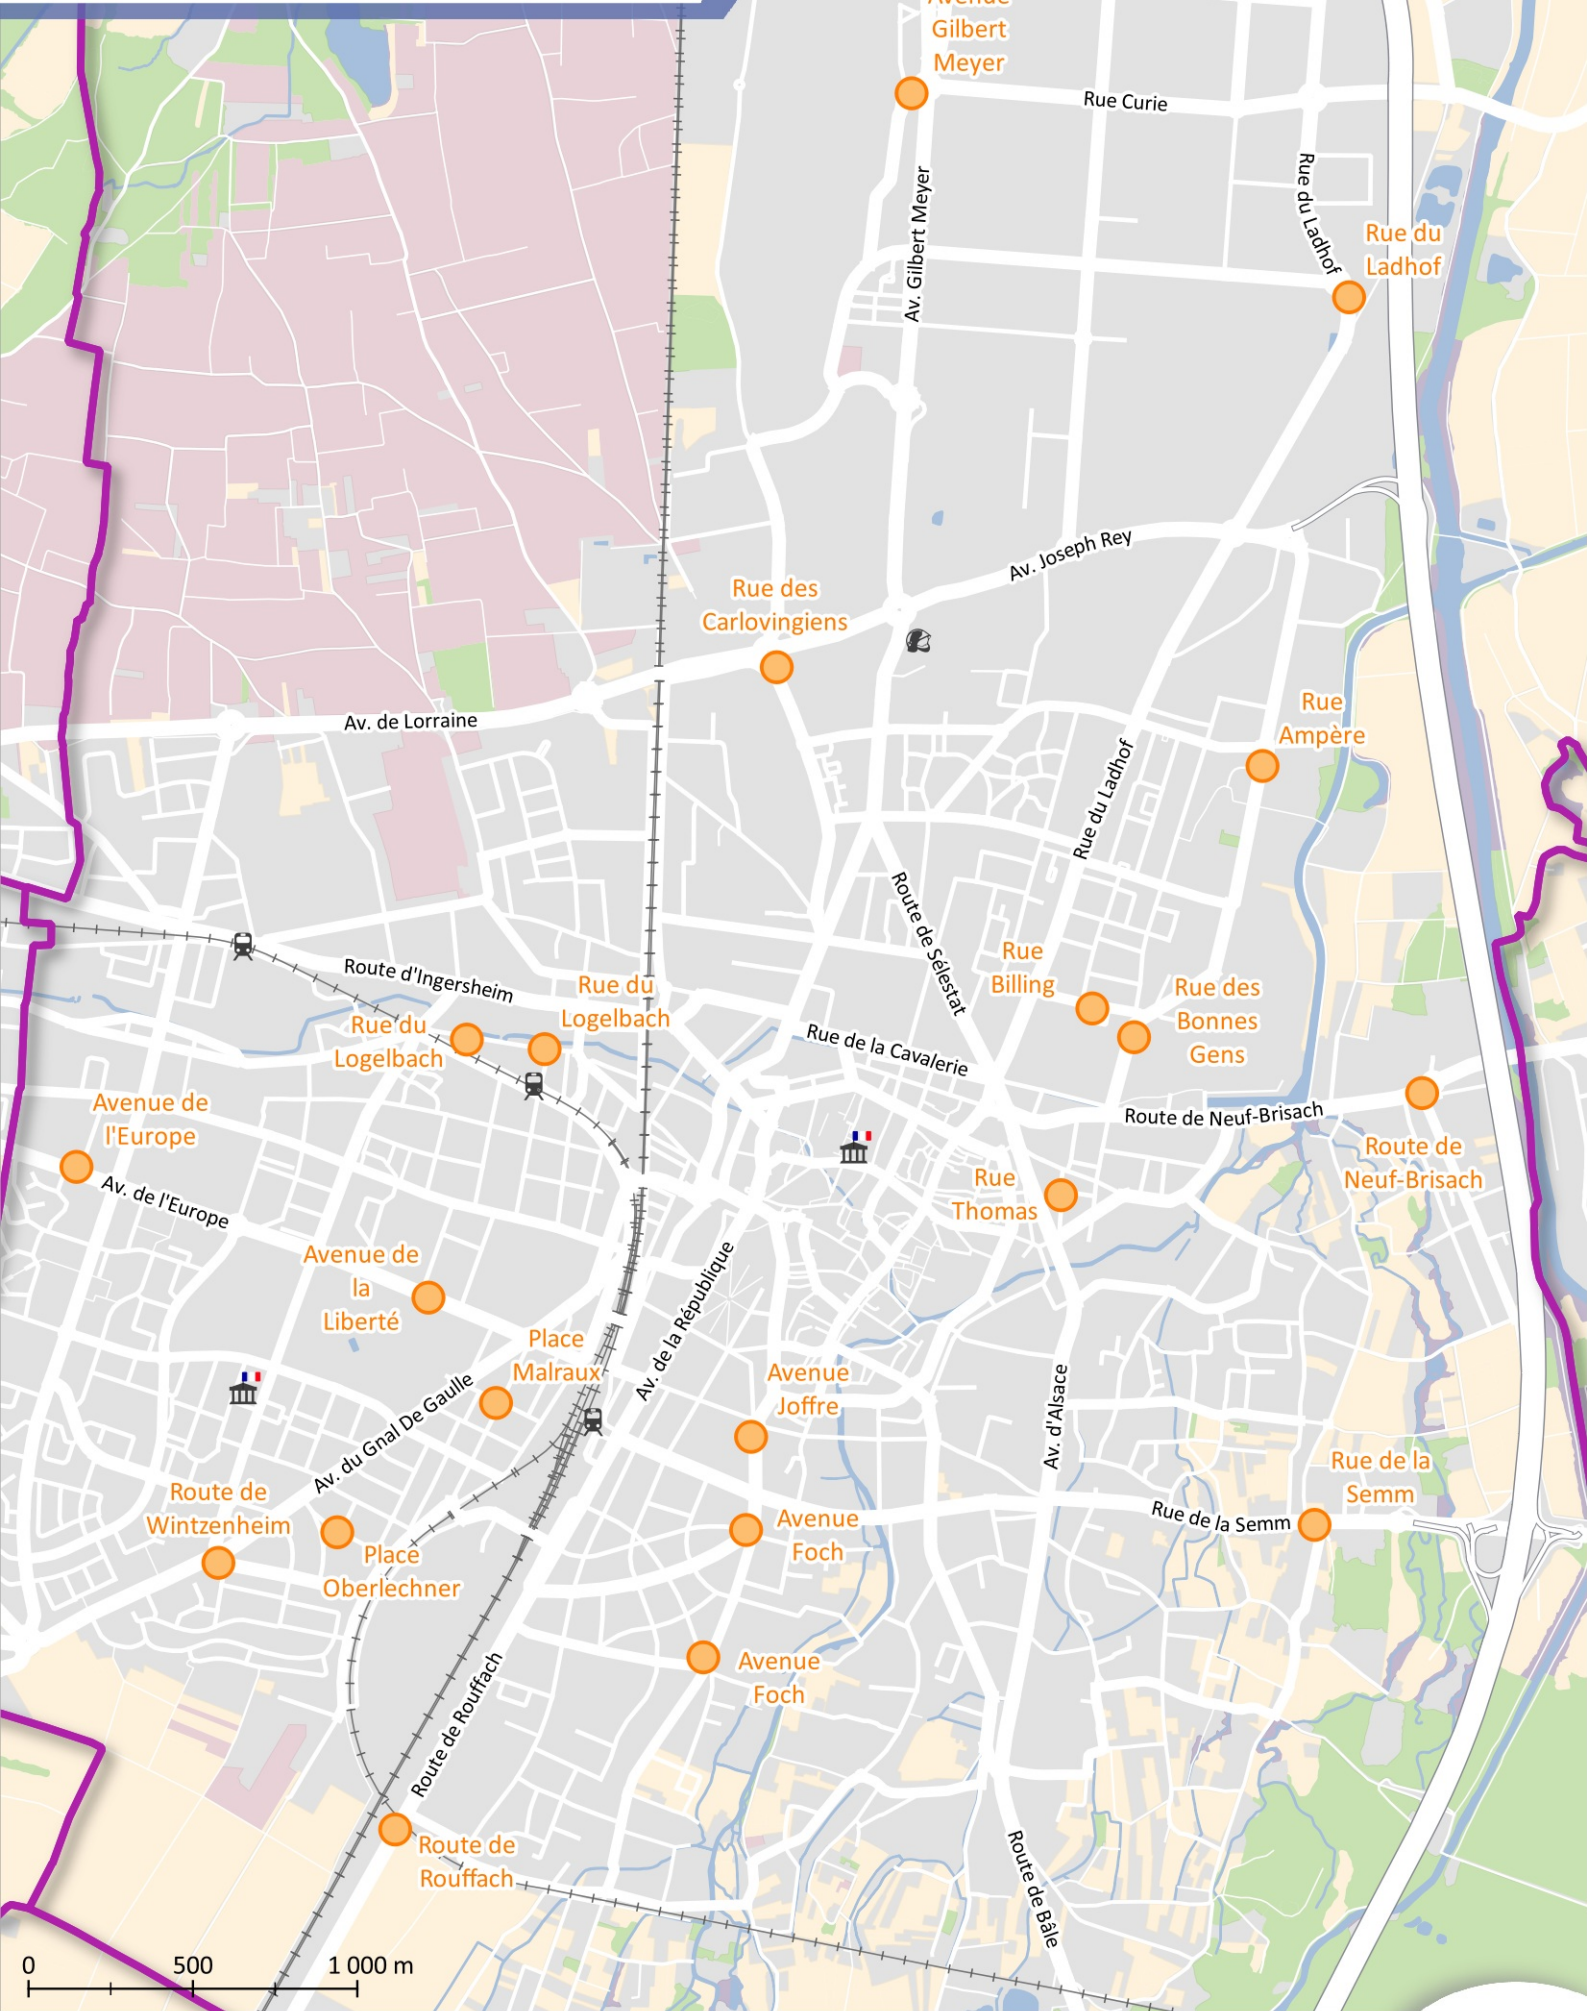 Avenue
Gilbert
Meyer
Rue Curie
Rue du Ladhof
Av. Gilbert Meyer
Rue du
Ladhof
Av. Joseph Rey
Rue des
Carlovingiens
Av. de Lorraine
Rue
Ampère
Rue du Ladhof
Route de Sélestat
Route d'Ingersheim
Rue
Billing
Rue du
Logelbach
Rue des
Bonnes
Gens
Rue du
Logelbach
Rue de la Cavalerie
Avenue de
l'Europe
Route de Neuf-Brisach
Route de
Neuf-Brisach
Av. de l'Europe
Rue
Thomas
Avenue de
la
Liberté
Av. de la République
Place
Malraux
Avenue
Joffre
Av. du Gnal De Gaulle
Av. d'Alsace
Rue de la
Semm
Route de
Wintzenheim
Rue de la Semm
Avenue
Foch
Place
Oberlechner
Avenue
Foch
Route de Rouffach
Route de
Rouffach
Route de Bâle
0 500 1 000 m